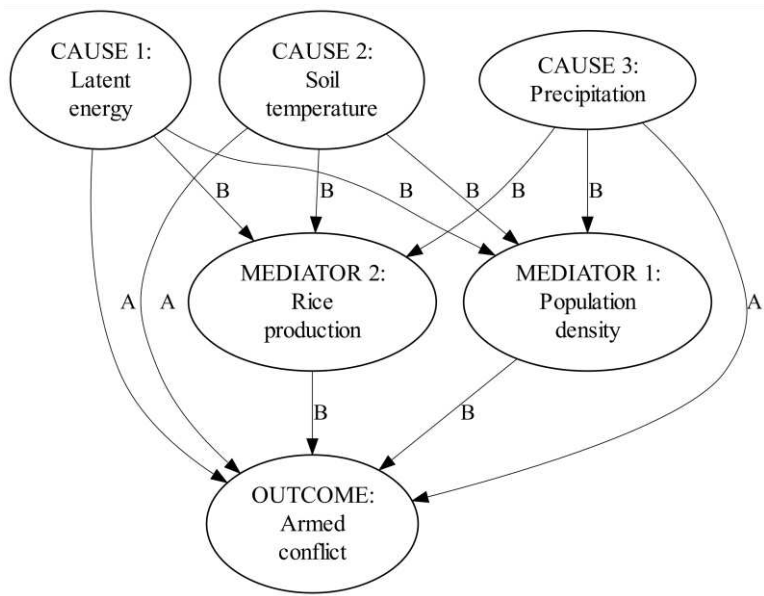 CAUSE 1:
Latent
energy
CAUSE 2:
Soil
temperature
CAUSE 3:
Precipitation
B
B
B
B
B
B
MEDIATOR 2:
Rice
production
MEDIATOR 1:
Population
density
A
A
A
B
B
OUTCOME:
Armed
conflict